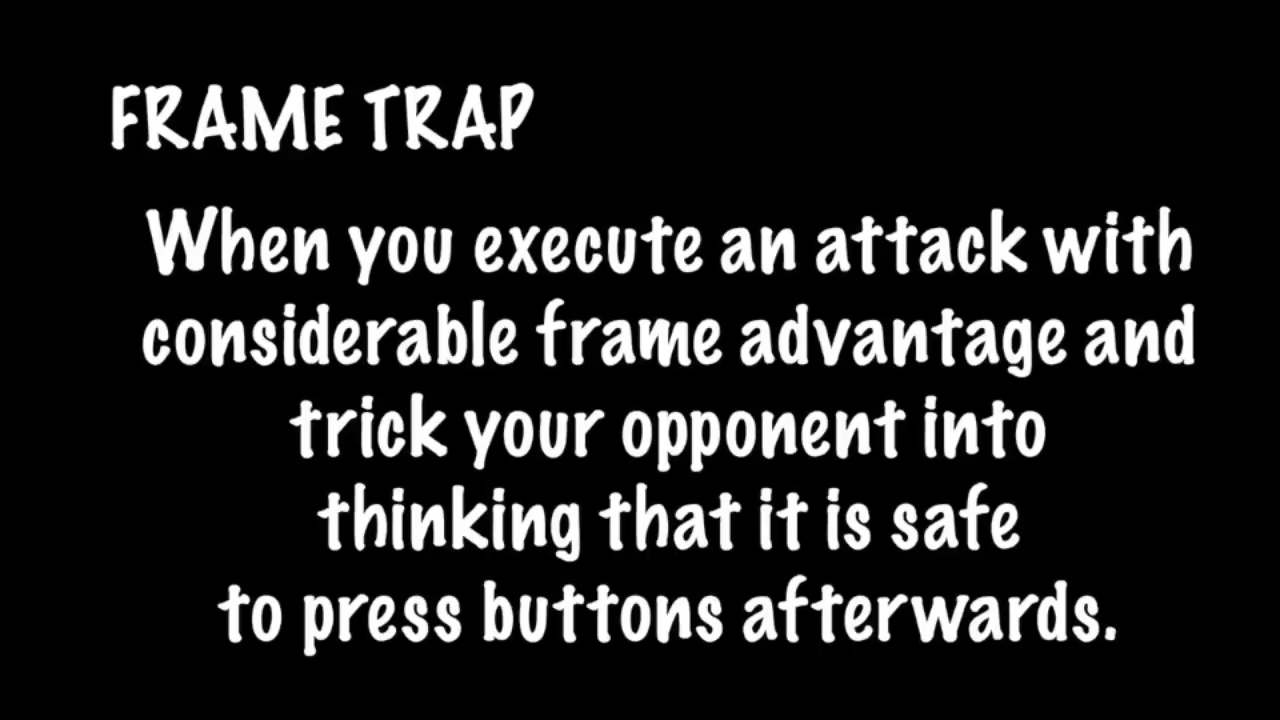 FRAME TRAP
When you execute an attack with
considerable frame advantage and
trick your opponent into
thinking that it is safe
to press buttons afterwards.